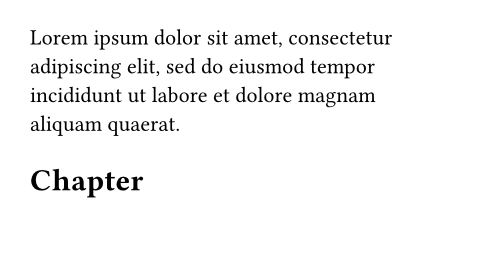 Lorem ipsum dolor sit amet, consectetur
adipiscing elit, sed do eiusmod tempor
incididunt ut labore et dolore magnam
aliquam quaerat.
Chapter